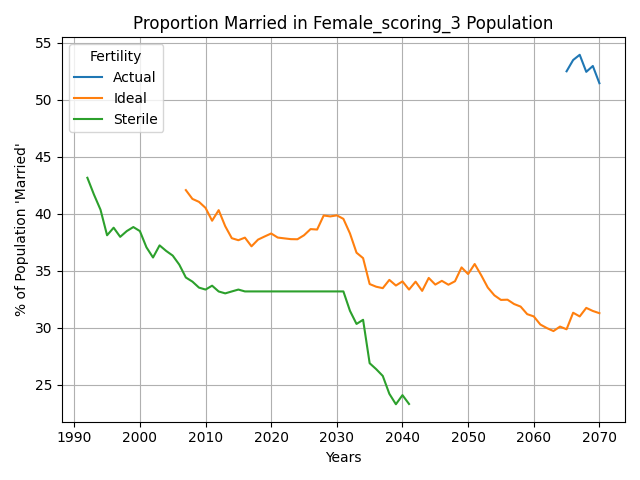 Proportion Married in Female_scoring_3 Population
Fertility
Actual
Ideal
Sterile
% of Population 'Married'
55
50
45
40
35
30
25
1990 2000 2010 2020 2030 2040 2050 2060 2070
Years